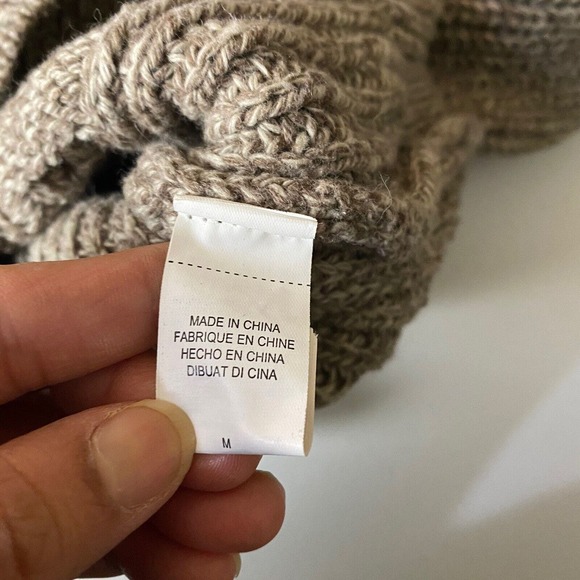 MADE IN CHINA
FABRIQUE EN CHINE
HECHO EN CHINA
DIBUAT DI CINA
M